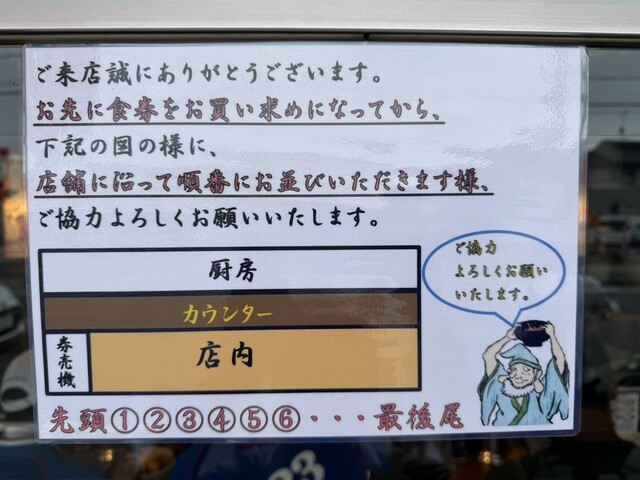 ご来店誠にありがとうございます。
お先に食券をお買い求めになってから、
下記の図の様に、
店舗に沿って順番にお並びいただきます様、
ご協力よろしくお願いいたします。
厨房
カウンター
券売機
店内
先頭①②③④⑤⑥・・・最後尾
ご協力
よろしくお願い
いたします。